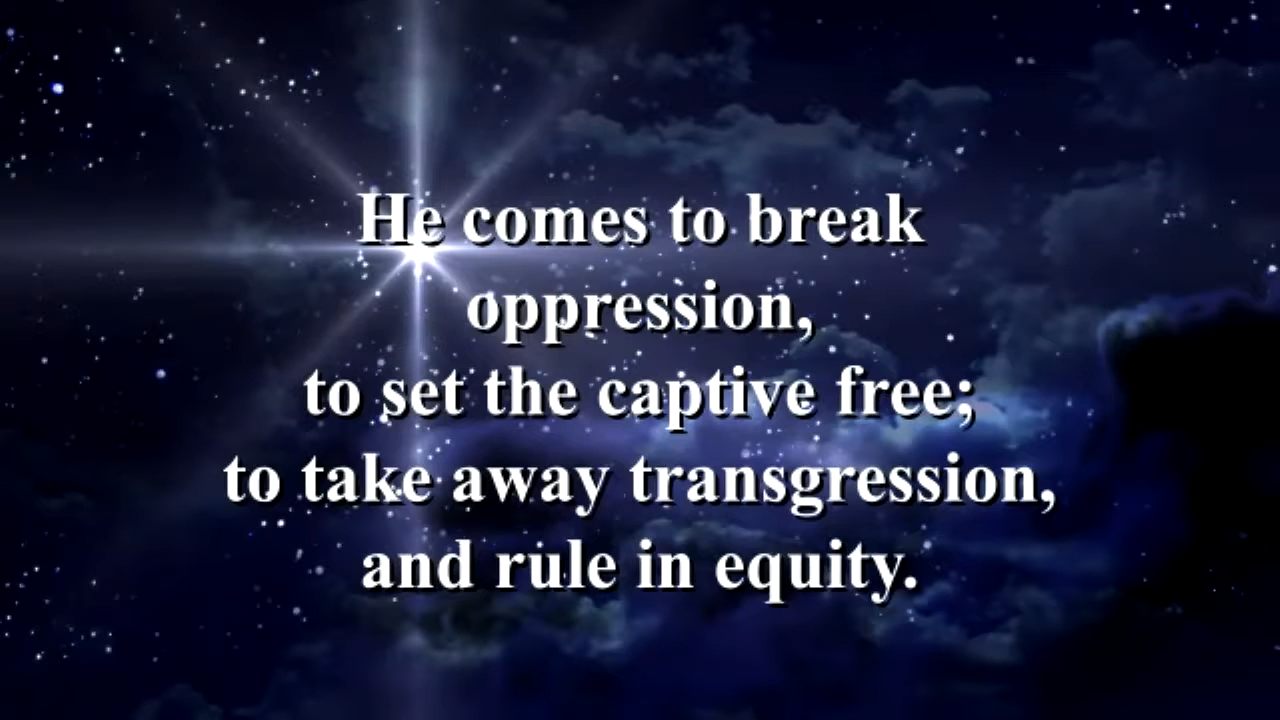 He comes to break
oppression,
to set the captive free;
to take away transgression,
and rule in equity.